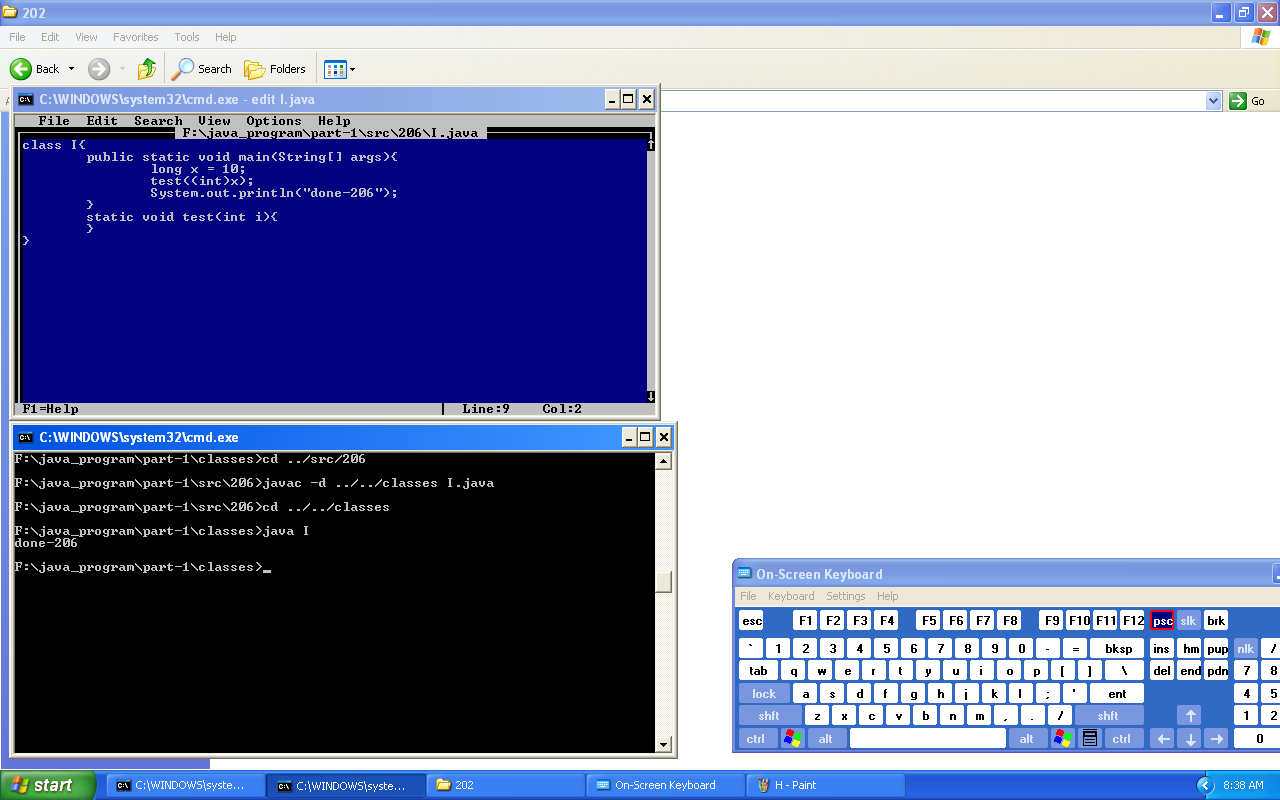 202
File Edit View Favorites Tools Help
Back Search Folders
Go
C:\WINDOWS\system32\cmd.exe - edit I.java
File Edit Search View Options Help
F:\java_program\part-1\src\206\I.java
class I{
public static void main(String[] args){
long x = 10;
test((int)x);
System.out.println("done-206");
}
static void test(int i){
}
}
F1=Help Line:9 Col:2
C:\WINDOWS\system32\cmd.exe
F:\java_program\part-1\classes>cd ../src/206
F:\java_program\part-1\src\206>javac -d ../../classes I.java
F:\java_program\part-1\src\206>cd ../../classes
F:\java_program\part-1\classes>java I
done-206
F:\java_program\part-1\classes>_
On-Screen Keyboard
File Keyboard Settings Help
esc F1 F2 F3 F4 F5 F6 F7 F8 F9 F10 F11 F12 psc slk brk
` 1 2 3 4 5 6 7 8 9 0 - = bksp ins hm pup nlk /
tab q w e r t y u i o p [ ] \ del end pdn 7 8
lock a s d f g h j k l ; ' ent 4 5
shft z x c v b n m , . / shft 1 2
ctrl alt alt ctrl 0
start C:\WINDOWS\syste... C:\WINDOWS\syste... 202 On-Screen Keyboard H - Paint 8:38 AM